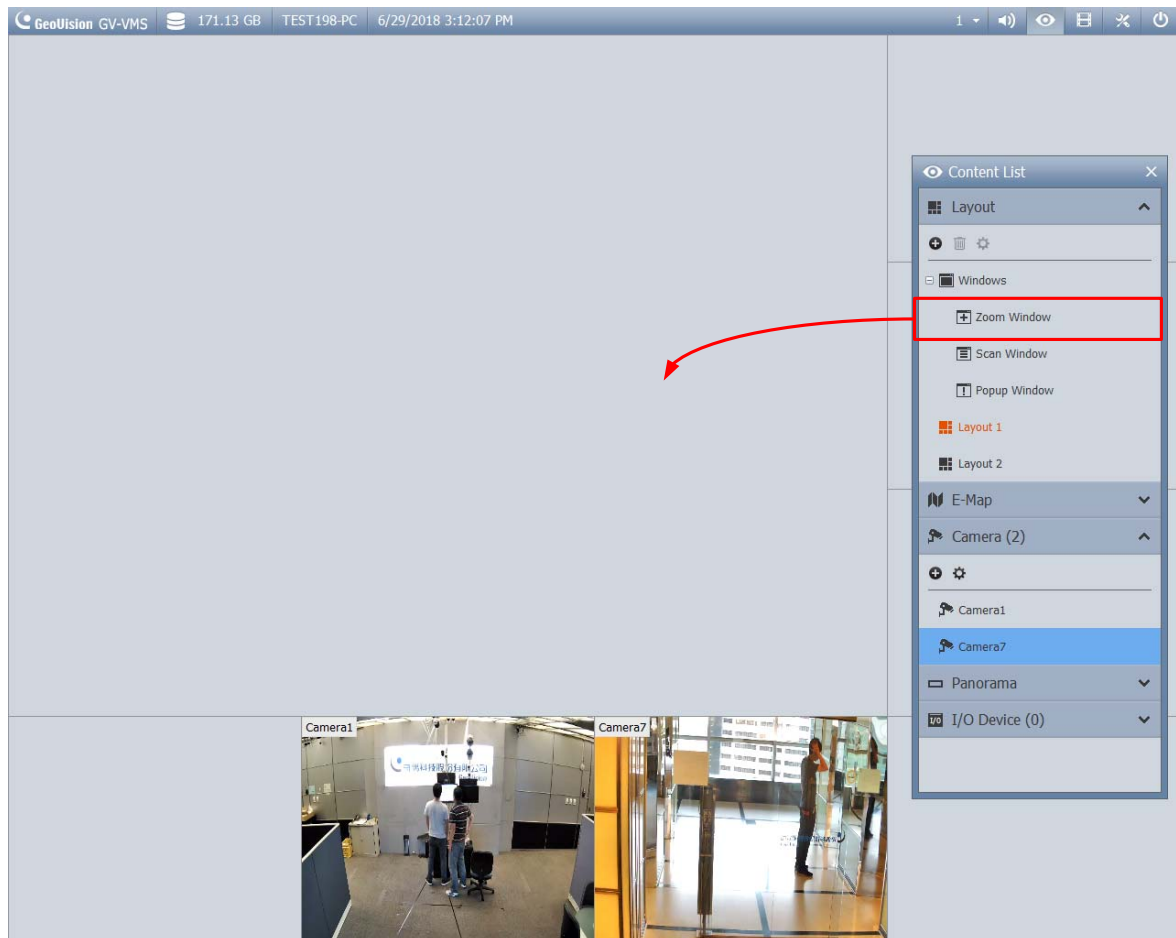 GeoVision GV-VMS 171.13 GB TEST198-PC 6/29/2018 3:12:07 PM 1
Content List
Layout
Windows
Zoom Window
Scan Window
Popup Window
Layout 1
Layout 2
E-Map
Camera (2)
Camera1
Camera7
Panorama
I/O Device (0)
Camera1
Camera7